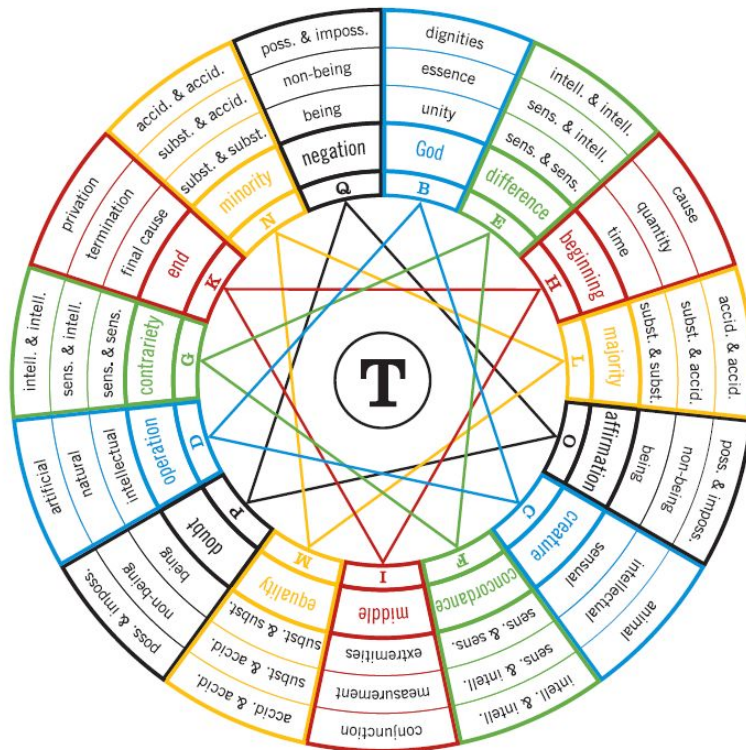 poss. & imposs.
non-being
being
negation
Q
dignities
essence
unity
God
B
intell. & intell.
sens. & intell.
sens. & sens.
difference
E
cause
quantity
time
beginning
H
accid. & accid.
subst. & accid.
subst. & subst.
majority
L
poss. & imposs.
non-being
being
affirmation
O
animal
intellectual
sensual
creature
C
intell. & intell.
sens. & intell.
sens. & sens.
concordance
F
conjunction
measurement
extremities
middle
I
accid. & accid.
subst. & accid.
subst. & subst.
equality
M
poss. & imposs.
non-being
being
doubt
P
artificial
natural
intellectual
operation
D
intell. & intell.
sens. & intell.
sens. & sens.
contrariety
G
privation
termination
final cause
end
K
accid. & accid.
subst. & accid.
subst. & subst.
minority
N
T